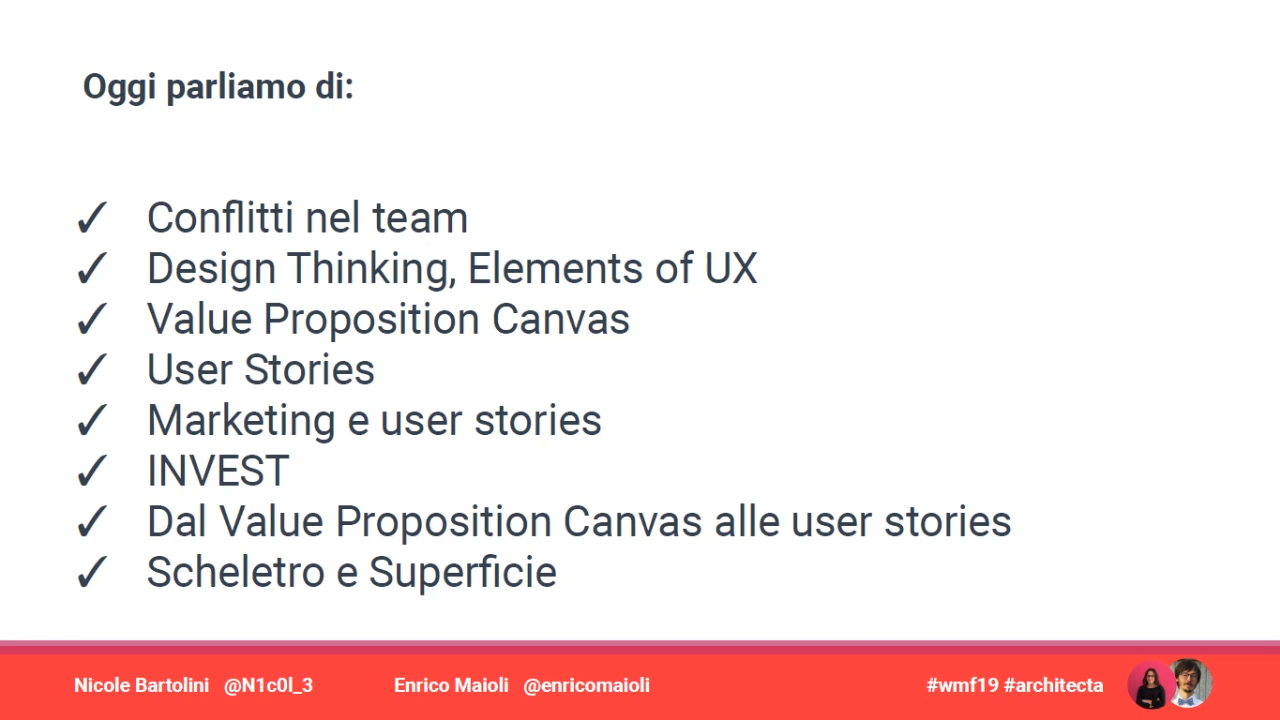 Oggi parliamo di:
✓ Conflitti nel team
✓ Design Thinking, Elements of UX
✓ Value Proposition Canvas
✓ User Stories
✓ Marketing e user stories
✓ INVEST
✓ Dal Value Proposition Canvas alle user stories
✓ Scheletro e Superficie
Nicole Bartolini @N1c0l_3 Enrico Maioli @enricomaioli #wmf19 #architecta